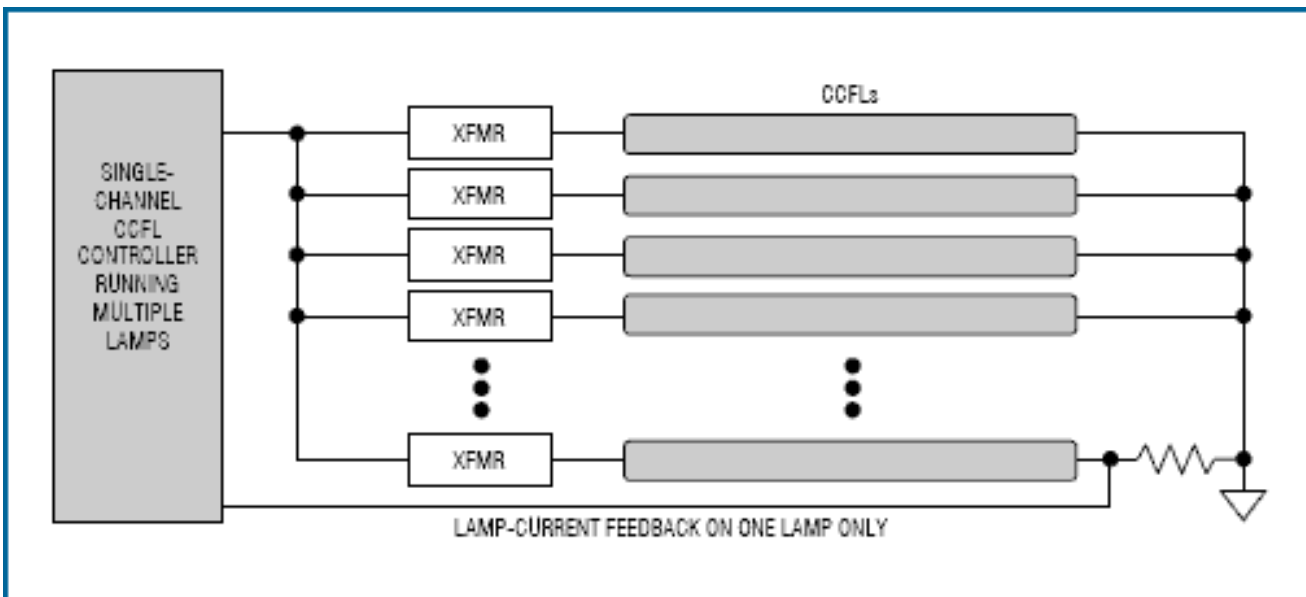 SINGLE-
CHANNEL
CCFL
CONTROLLER
RUNNING
MULTIPLE
LAMPS
CCFLs
XFMR
XFMR
XFMR
XFMR
XFMR
LAMP-CURRENT FEEDBACK ON ONE LAMP ONLY